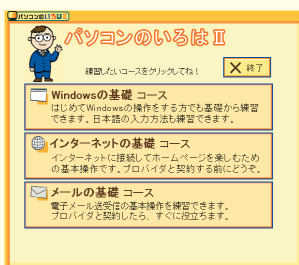 パソコンのいろはⅡ
パソコンのいろはⅡ
練習したいコースをクリックしてね!
終了
Windowsの基礎 コース
はじめてWindowsの操作をする方でも基礎から練習
できます。日本語の入力方法も練習できます。
インターネットの基礎 コース
インターネットに接続してホームページを楽しむため
の基本操作です。プロバイダと契約する前にどうぞ。
メールの基礎 コース
電子メール送受信の基本操作を練習できます。
プロバイダと契約したら、すぐに役立ちます。